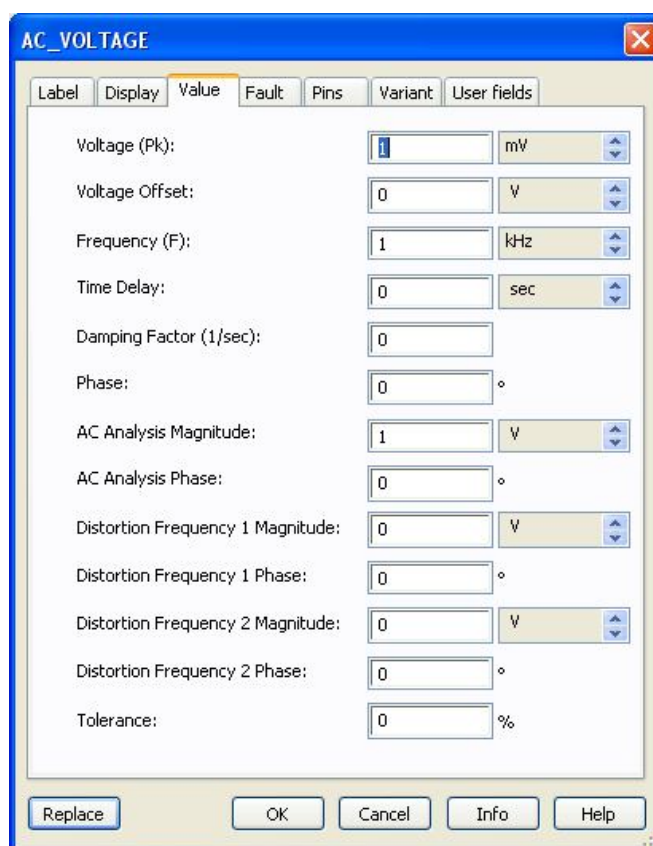 AC_VOLTAGE
Label Display Value Fault Pins Variant User fields
Voltage (Pk): 1 mV
Voltage Offset: 0 V
Frequency (F): 1 kHz
Time Delay: 0 sec
Damping Factor (1/sec): 0
Phase: 0 °
AC Analysis Magnitude: 1 V
AC Analysis Phase: 0 °
Distortion Frequency 1 Magnitude: 0 V
Distortion Frequency 1 Phase: 0 °
Distortion Frequency 2 Magnitude: 0 V
Distortion Frequency 2 Phase: 0 °
Tolerance: 0 %
Replace OK Cancel Info Help